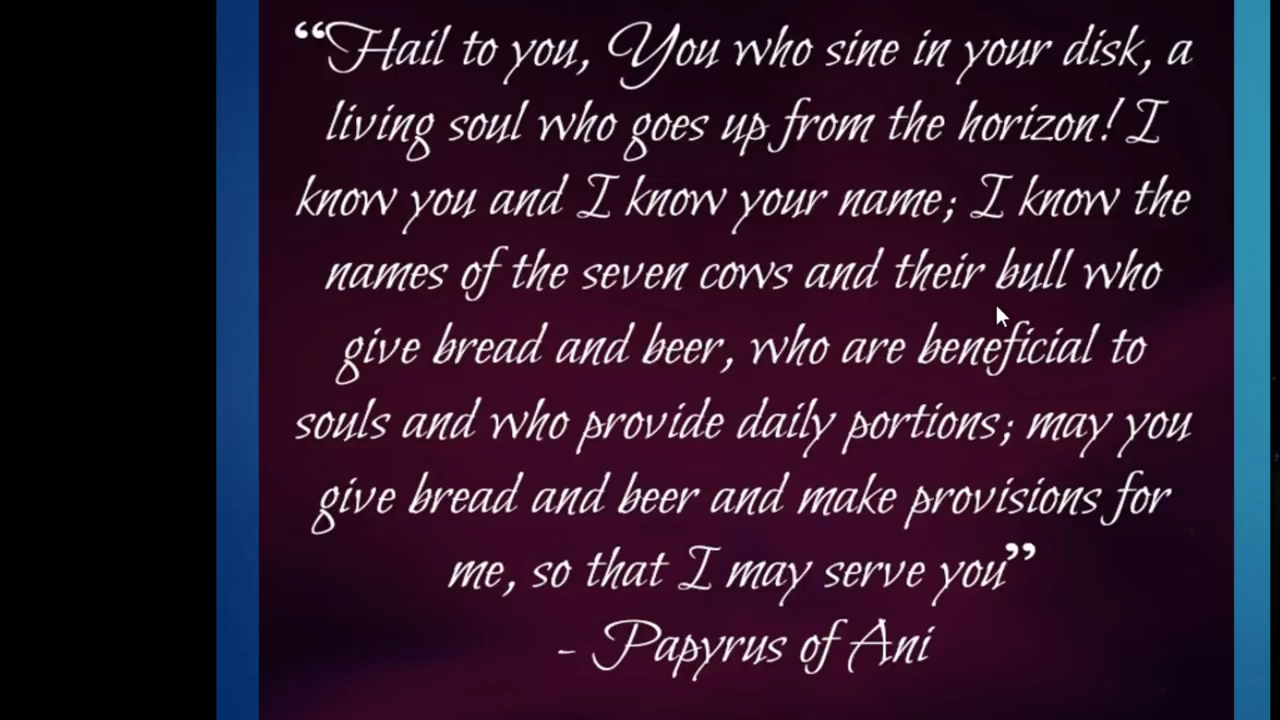 “Hail to you, You who sine in your disk, a
living soul who goes up from the horizon! I
know you and I know your name; I know the
names of the seven cows and their bull who
give bread and beer, who are beneficial to
souls and who provide daily portions; may you
give bread and beer and make provisions for
me, so that I may serve you”
- Papyrus of Ani